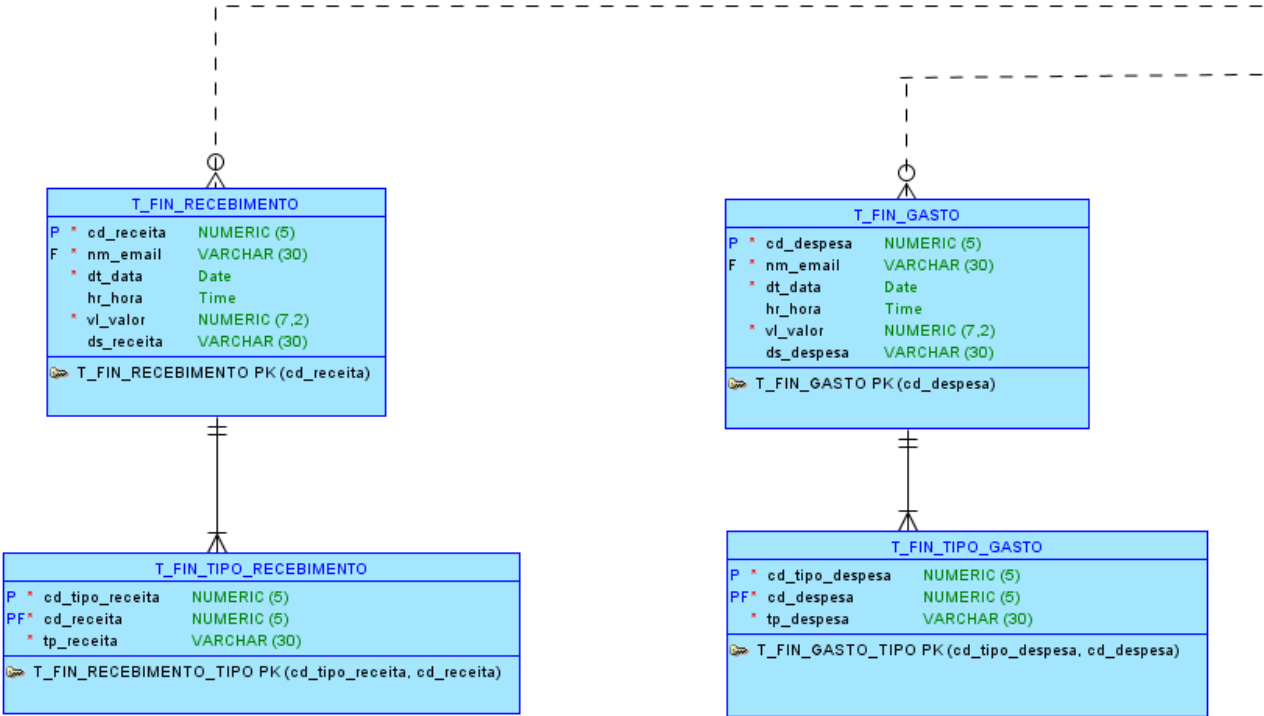 T_FIN_RECEBIMENTO
P * cd_receita NUMERIC (5)
F * nm_email VARCHAR (30)
* dt_data Date
hr_hora Time
* vl_valor NUMERIC (7,2)
ds_receita VARCHAR (30)
T_FIN_RECEBIMENTO PK (cd_receita)
T_FIN_GASTO
P * cd_despesa NUMERIC (5)
F * nm_email VARCHAR (30)
* dt_data Date
hr_hora Time
* vl_valor NUMERIC (7,2)
ds_despesa VARCHAR (30)
T_FIN_GASTO PK (cd_despesa)
T_FIN_TIPO_RECEBIMENTO
P * cd_tipo_receita NUMERIC (5)
PF* cd_receita NUMERIC (5)
* tp_receita VARCHAR (30)
T_FIN_RECEBIMENTO_TIPO PK (cd_tipo_receita, cd_receita)
T_FIN_TIPO_GASTO
P * cd_tipo_despesa NUMERIC (5)
PF* cd_despesa NUMERIC (5)
* tp_despesa VARCHAR (30)
T_FIN_GASTO_TIPO PK (cd_tipo_despesa, cd_despesa)